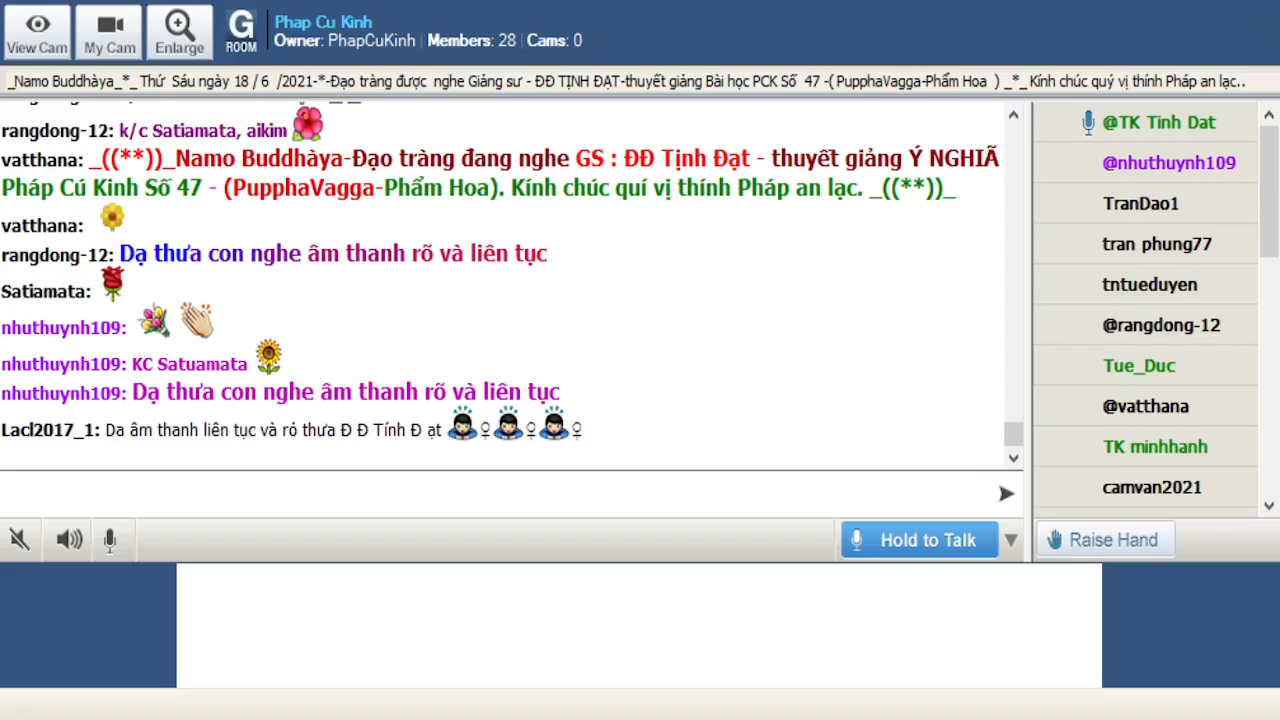 View Cam
My Cam
Enlarge
G
ROOM
Phap Cu Kinh
Owner: PhapCuKinh | Members: 28 | Cams: 0
_Namo Buddhàya_*_ Thứ Sáu ngày 18 / 6 /2021-*-Đạo tràng được nghe Giảng sư - ĐĐ TỊNH ĐẠT-thuyết giảng Bài học PCK Số 47 -( PupphaVagga-Phẩm Hoa ) _*_Kính chúc quý vị thính Pháp an lạc..
rangdong-12: k/c Satiamata, aikim
vatthana: _((**))_Namo Buddhàya-Đạo tràng đang nghe GS : ĐĐ Tịnh Đạt - thuyết giảng Ý NGHIÃ
Pháp Cú Kinh Số 47 - (PupphaVagga-Phẩm Hoa). Kính chúc quí vị thính Pháp an lạc. _((**))_
vatthana:
rangdong-12: Dạ thưa con nghe âm thanh rõ và liên tục
Satiamata:
nhuthuynh109:
nhuthuynh109: KC Satuamata
nhuthuynh109: Dạ thưa con nghe âm thanh rõ và liên tục
Lacl2017_1: Da âm thanh liên tục và ró thưa Đ Đ Tính Đ ạt ♀♀♀
@TK Tinh Dat
@nhuthuynh109
TranDao1
tran phung77
tntueduyen
@rangdong-12
Tue_Duc
@vatthana
TK minhhanh
camvan2021
Hold to Talk
Raise Hand